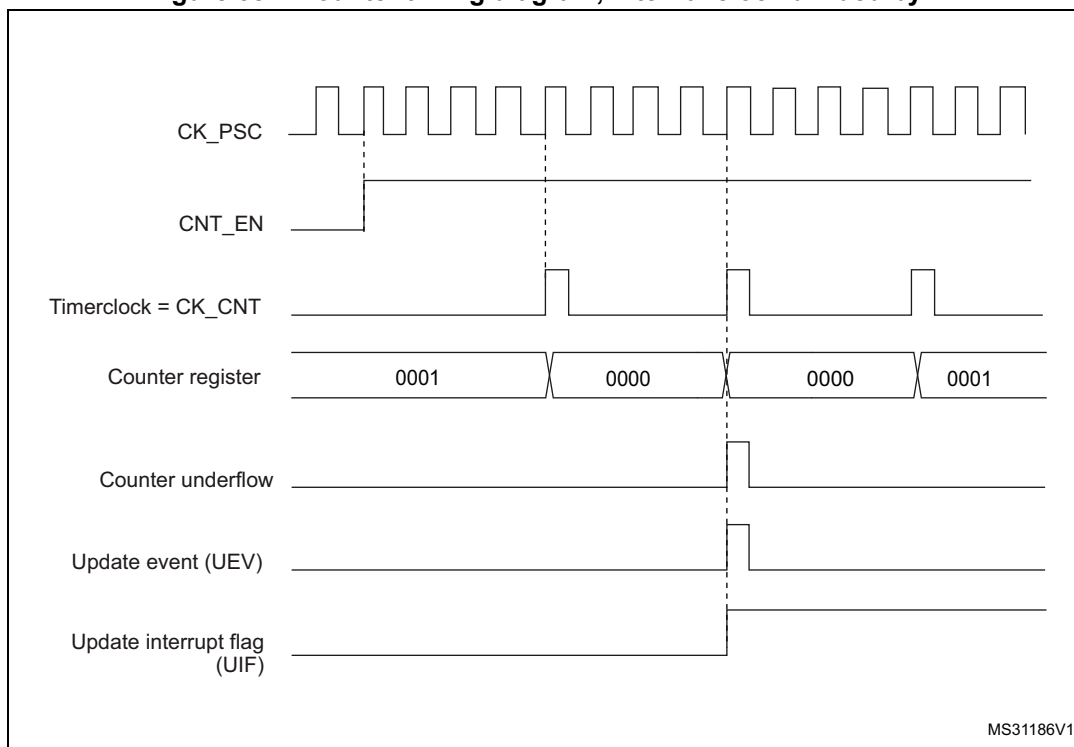 CK_PSC
CNT_EN
Timerclock = CK_CNT
Counter register 0001 0000 0000 0001
Counter underflow
Update event (UEV)
Update interrupt flag
(UIF)
MS31186V1